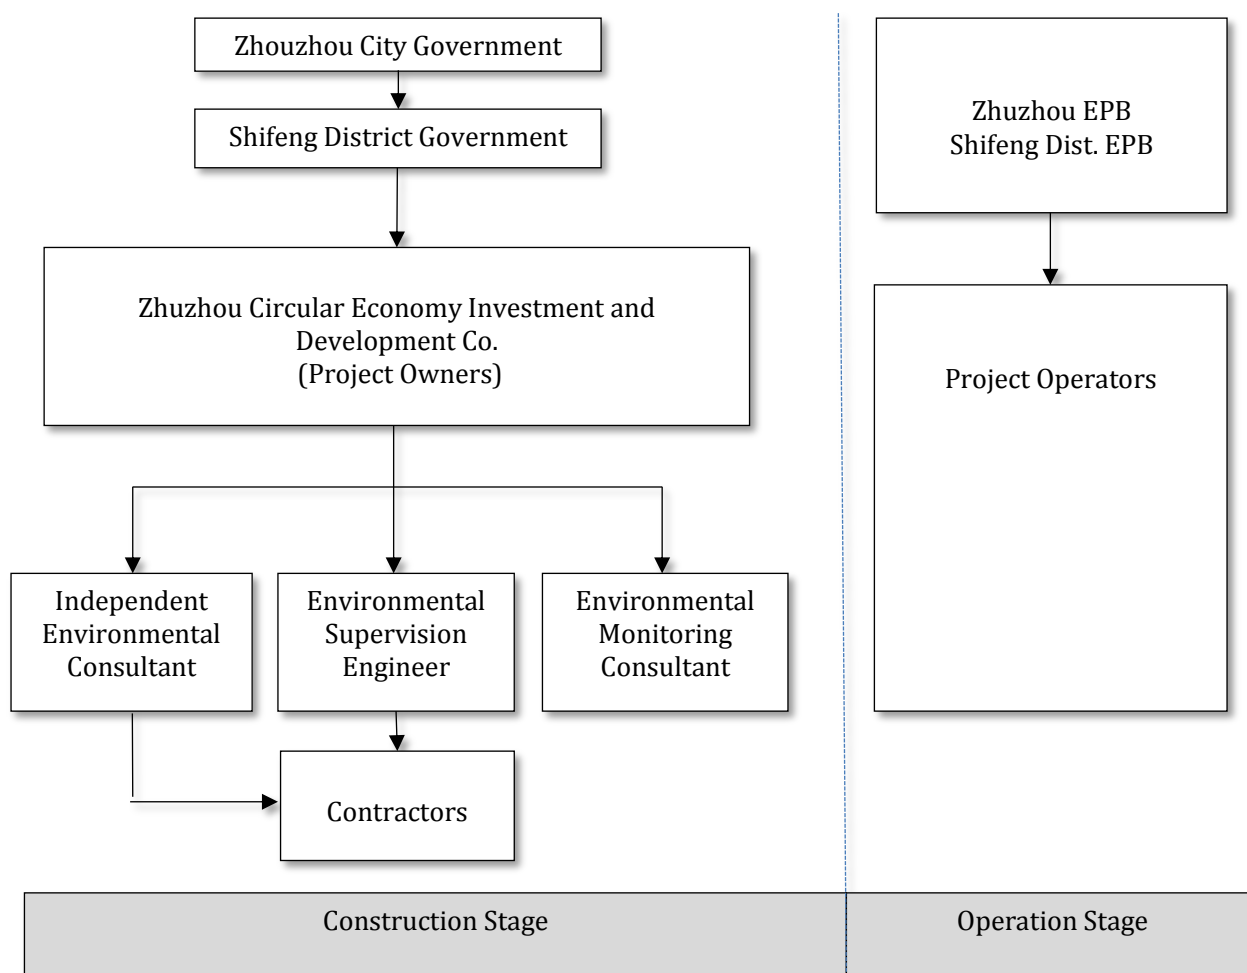 Zhouzhou City Government
Shifeng District Government
Zhuzhou Circular Economy Investment and
Development Co.
(Project Owners)
Independent
Environmental
Consultant
Environmental
Supervision
Engineer
Environmental
Monitoring
Consultant
Contractors
Zhuzhou EPB
Shifeng Dist. EPB
Project Operators
Construction Stage
Operation Stage